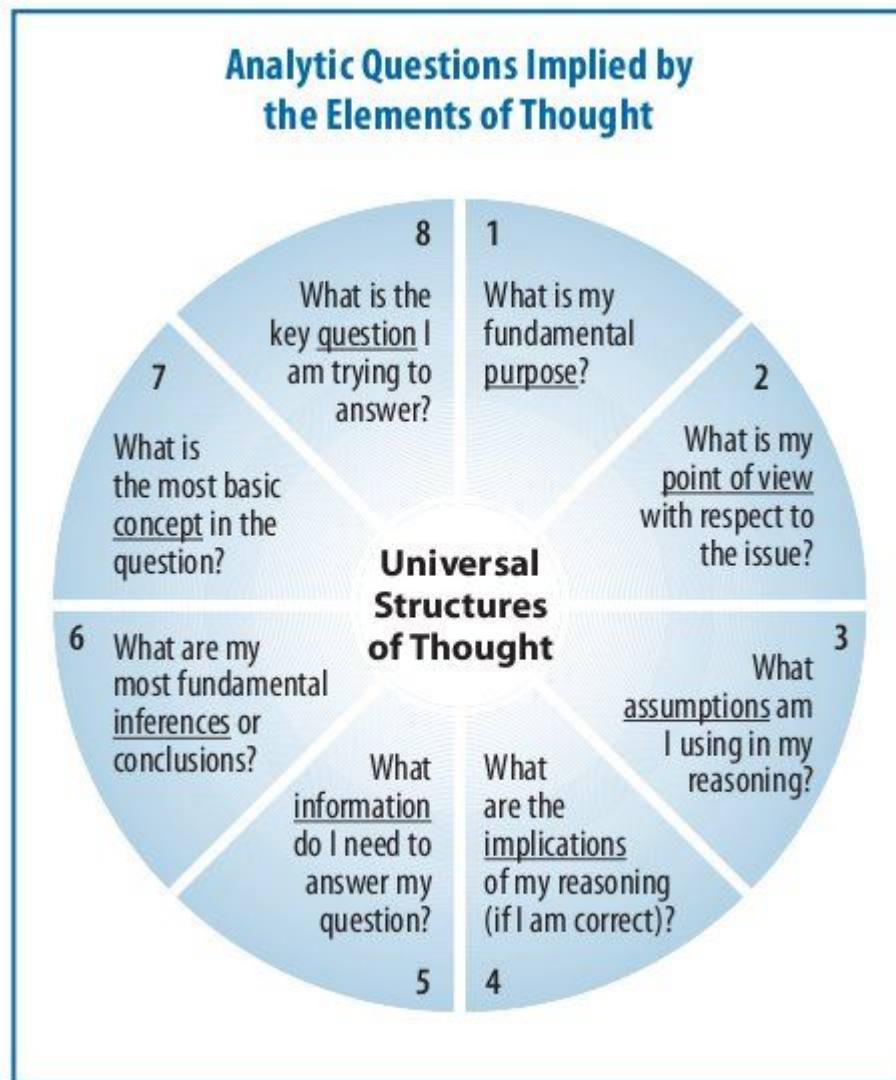 Analytic Questions Implied by
the Elements of Thought
8
What is the
key question I
am trying to
answer?
1
What is my
fundamental
purpose?
2
What is my
point of view
with respect to
the issue?
3
What
assumptions am
I using in my
reasoning?
4
What
are the
implications
of my reasoning
(if I am correct)?
5
What
information
do I need to
answer my
question?
6
What are my
most fundamental
inferences or
conclusions?
7
What is
the most basic
concept in the
question?
Universal
Structures
of Thought